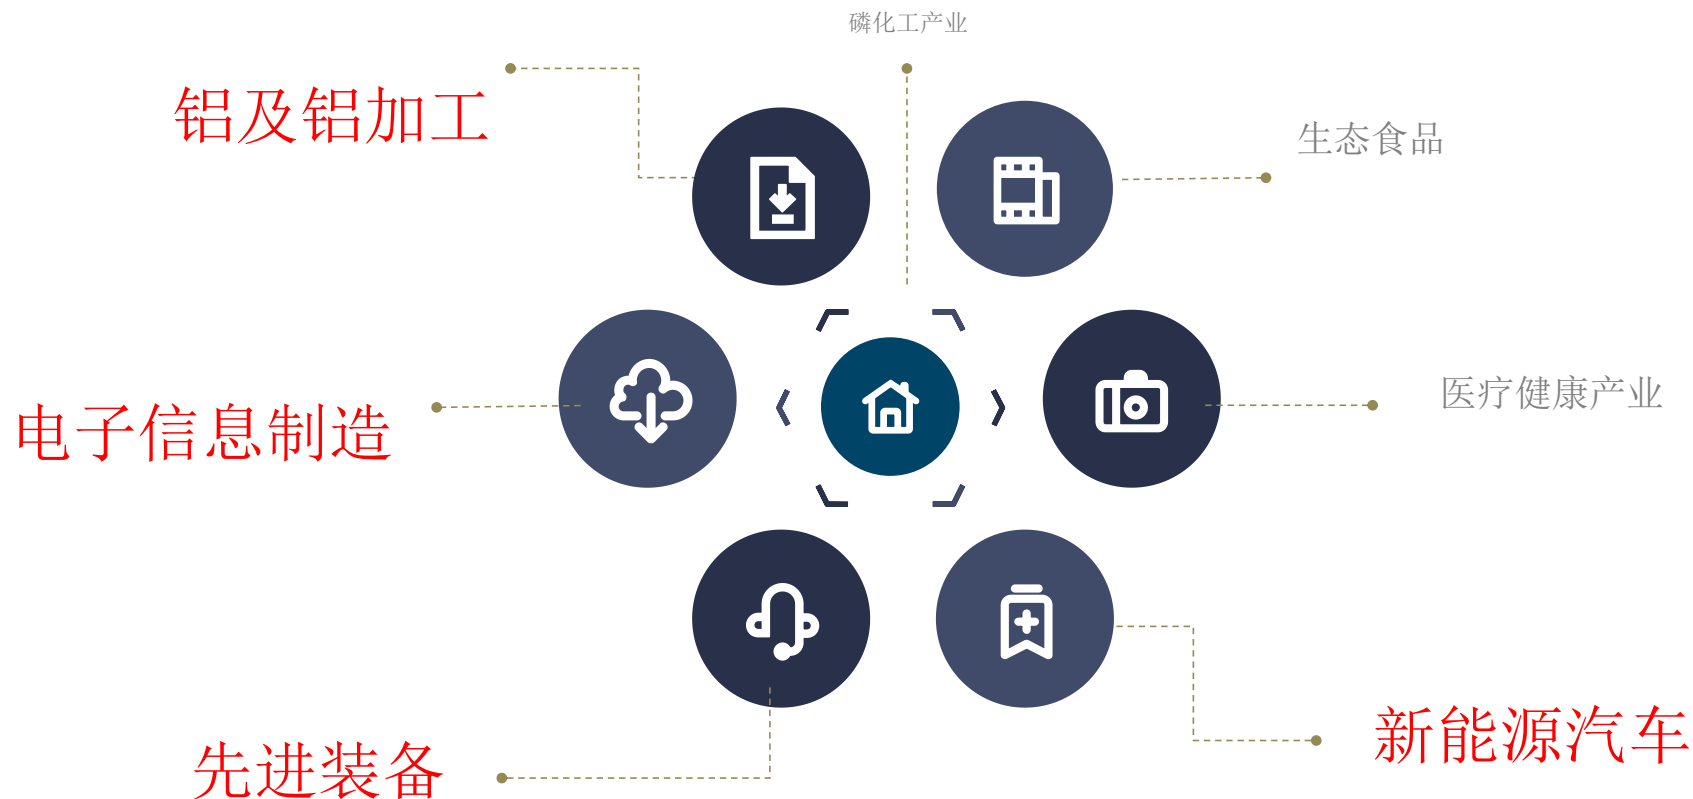 磷化工产业
铝及铝加工
生态食品
电子信息制造
医疗健康产业
先进装备
新能源汽车